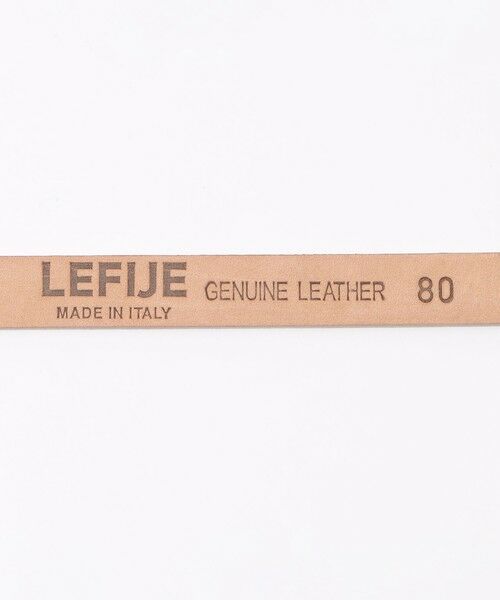 LEFIJE GENUINE LEATHER 80
MADE IN ITALY